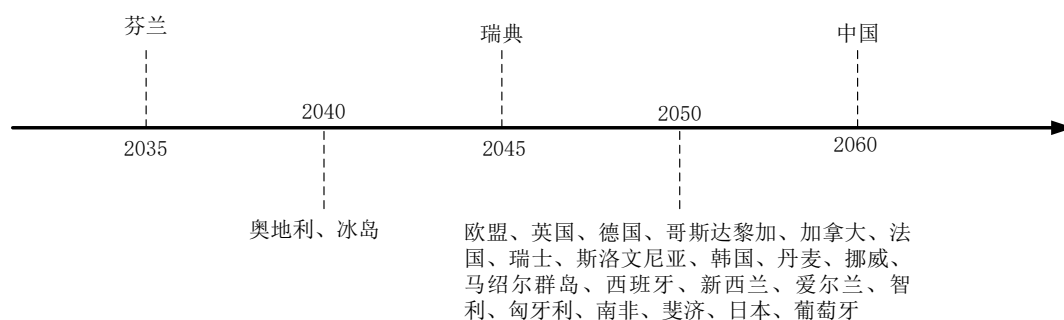 芬兰
瑞典
中国
2040
2050
2035
2045
2060
奥地利、冰岛
欧盟、英国、德国、哥斯达黎加、加拿大、法
国、瑞士、斯洛文尼亚、韩国、丹麦、挪威、
马绍尔群岛、西班牙、新西兰、爱尔兰、智
利、匈牙利、南非、斐济、日本、葡萄牙